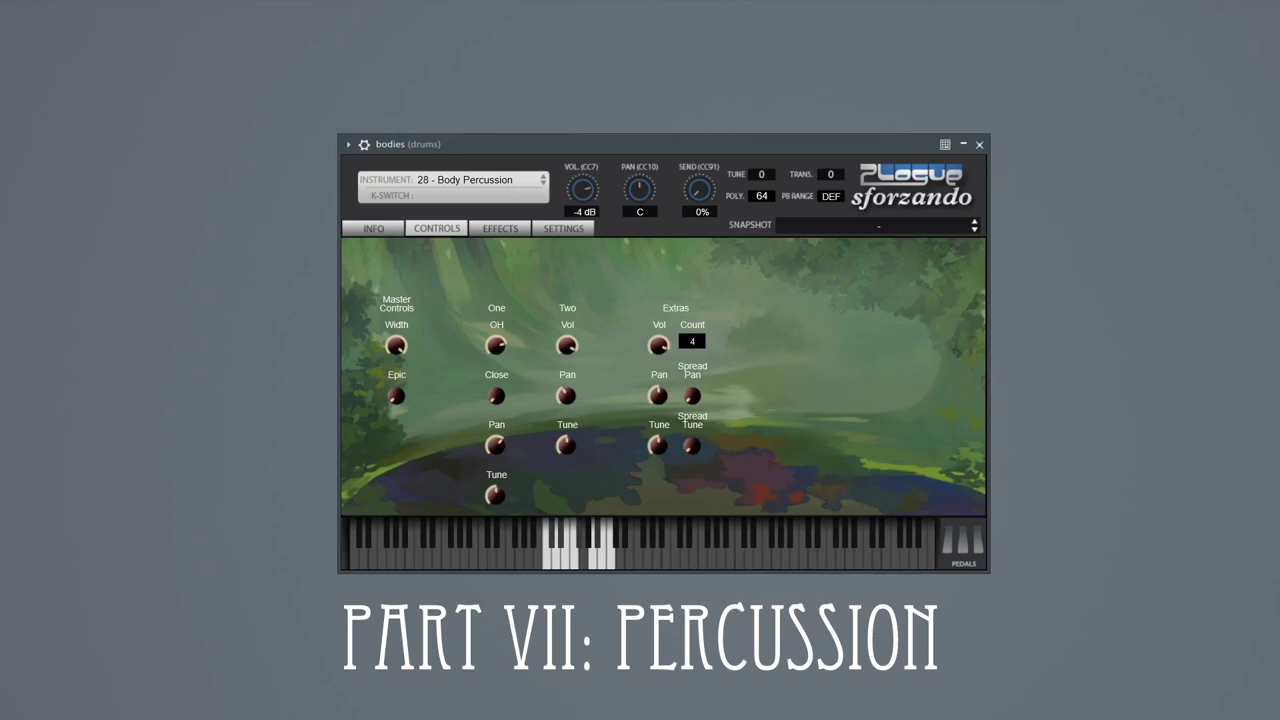 bodies (drums)
VOL. (CC7) PAN (CC10) SEND (CC91)
INSTRUMENT: 28 - Body Percussion
K-SWITCH :
TUNE 0 TRANS. 0
POLY. 64 PB RANGE DEF
-4 dB C 0%
PLOGUE
sforzando
INFO CONTROLS EFFECTS SETTINGS
SNAPSHOT -
Master
Controls
One Two Extras
Width OH Vol Vol Count
4
Spread
Epic Close Pan Pan Pan
Spread
Pan Tune Tune Tune
Tune
PEDALS
PART VII: PERCUSSION